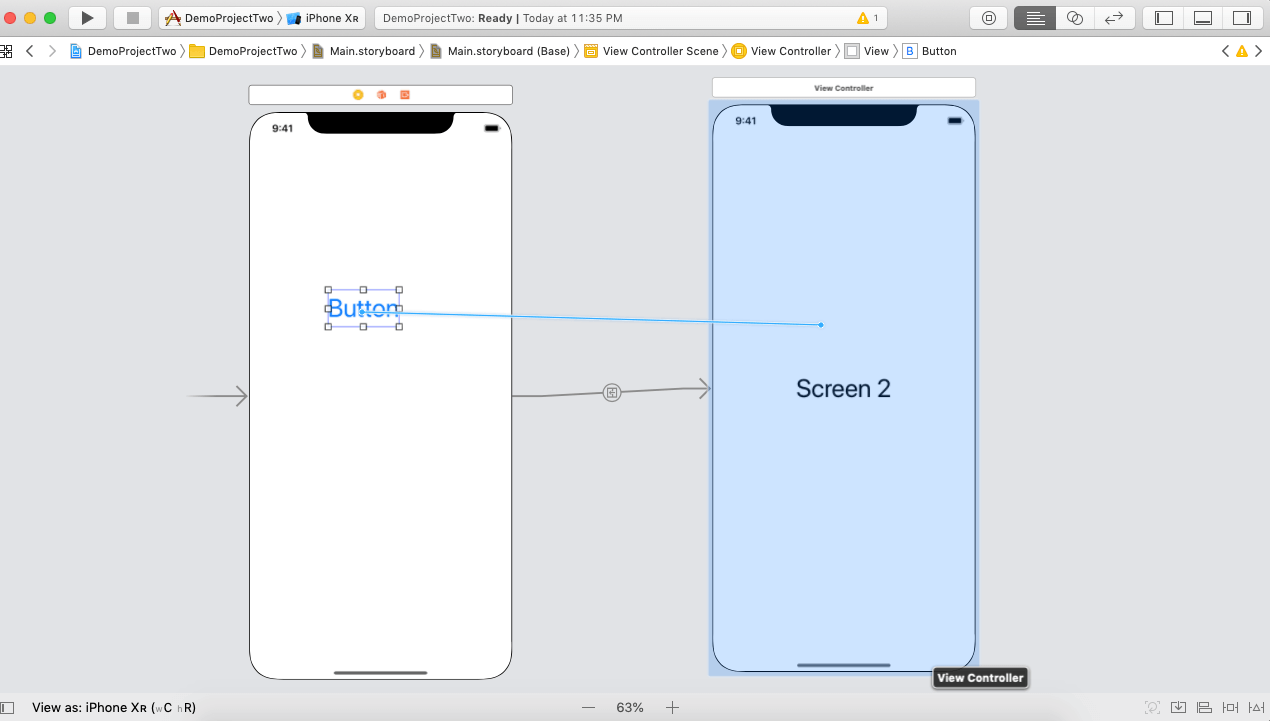 DemoProjectTwo iPhone XR DemoProjectTwo: Ready | Today at 11:35 PM 1
DemoProjectTwo DemoProjectTwo Main.storyboard Main.storyboard (Base) View Controller Scene View Controller View B Button
View Controller
9:41
9:41
Button
Screen 2
View Controller
View as: iPhone XR (wC hR) 63%